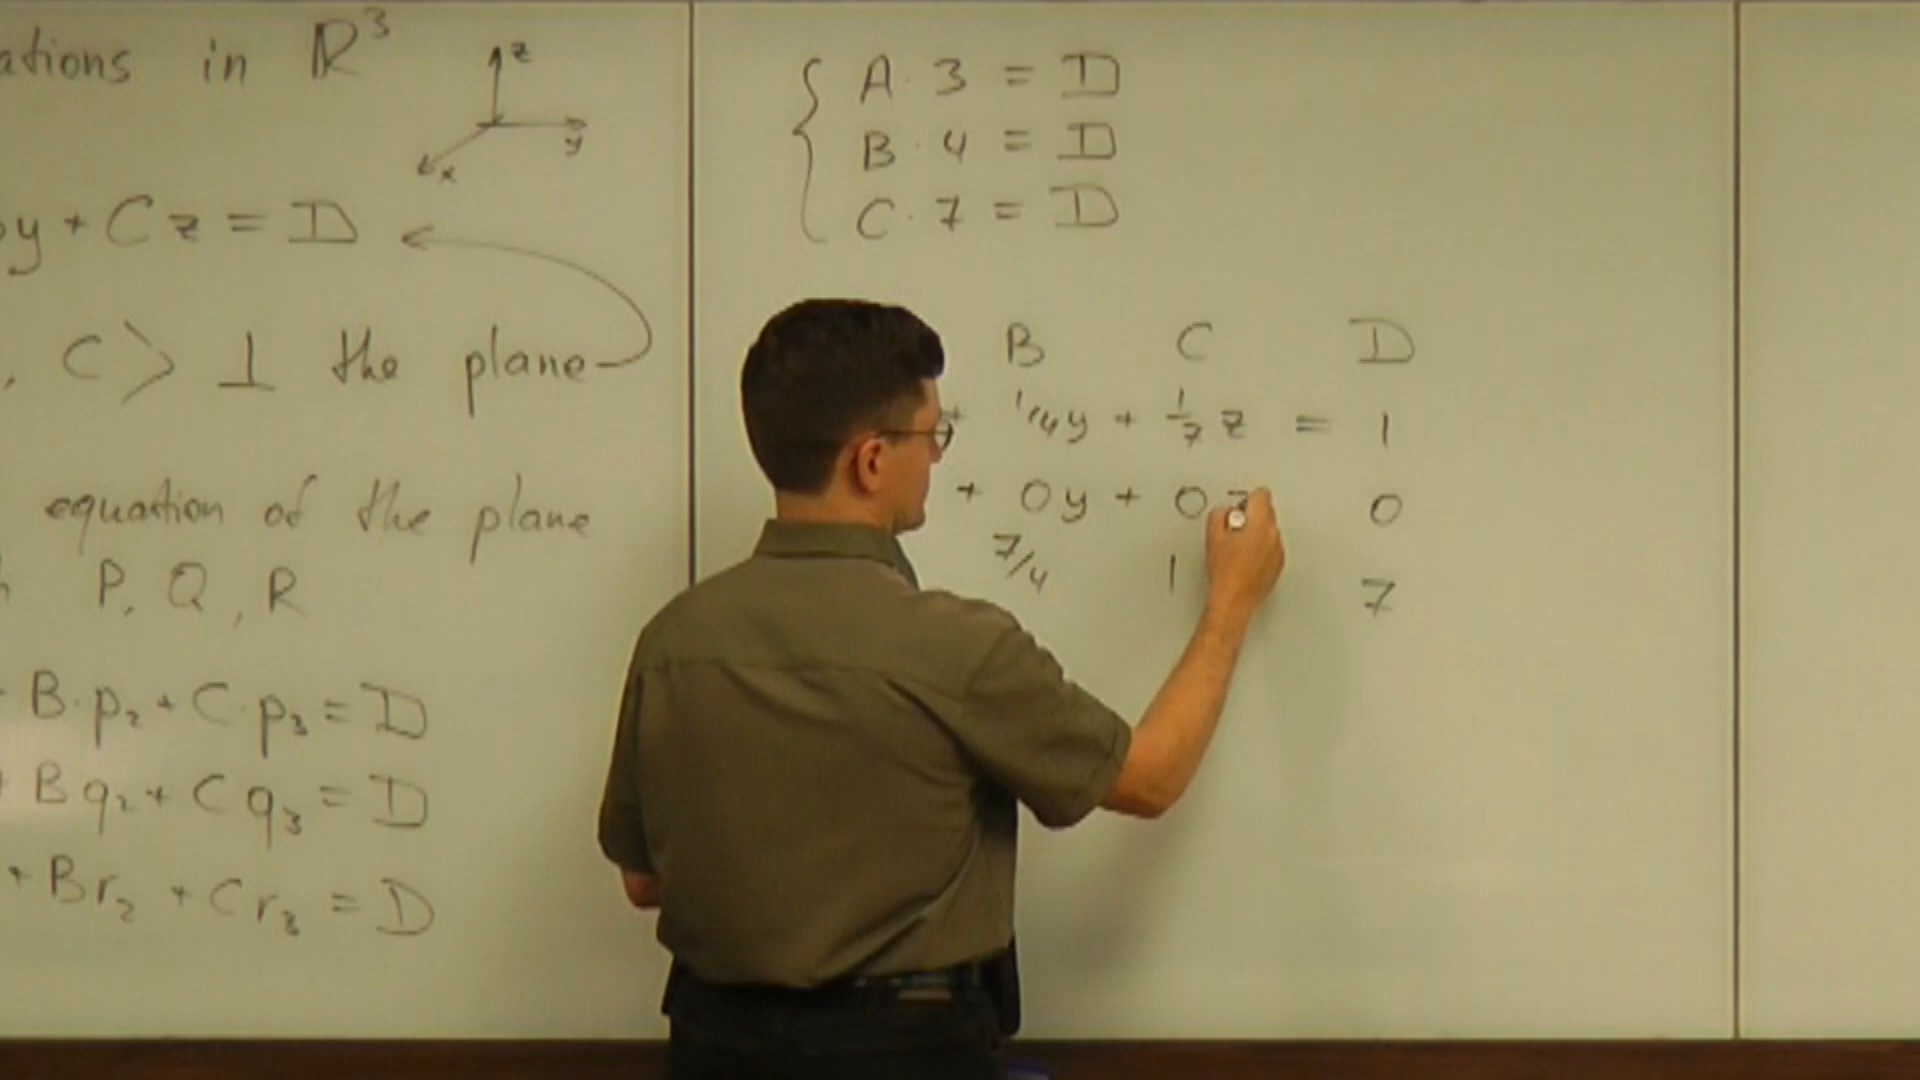 ations in R³
z
y
x
y + Cz = D
, C> ⊥ the plane
equation of the plane
P, Q, R
B·p₂ + C·p₃ = D
+ Bq₂ + Cq₃ = D
+ Br₂ + Cr₃ = D
{ A·3 = D
B·4 = D
C·7 = D
B C D
+ 1/4y + 1/7 z = 1
+ 0y + 0z 0
7/4 1 7